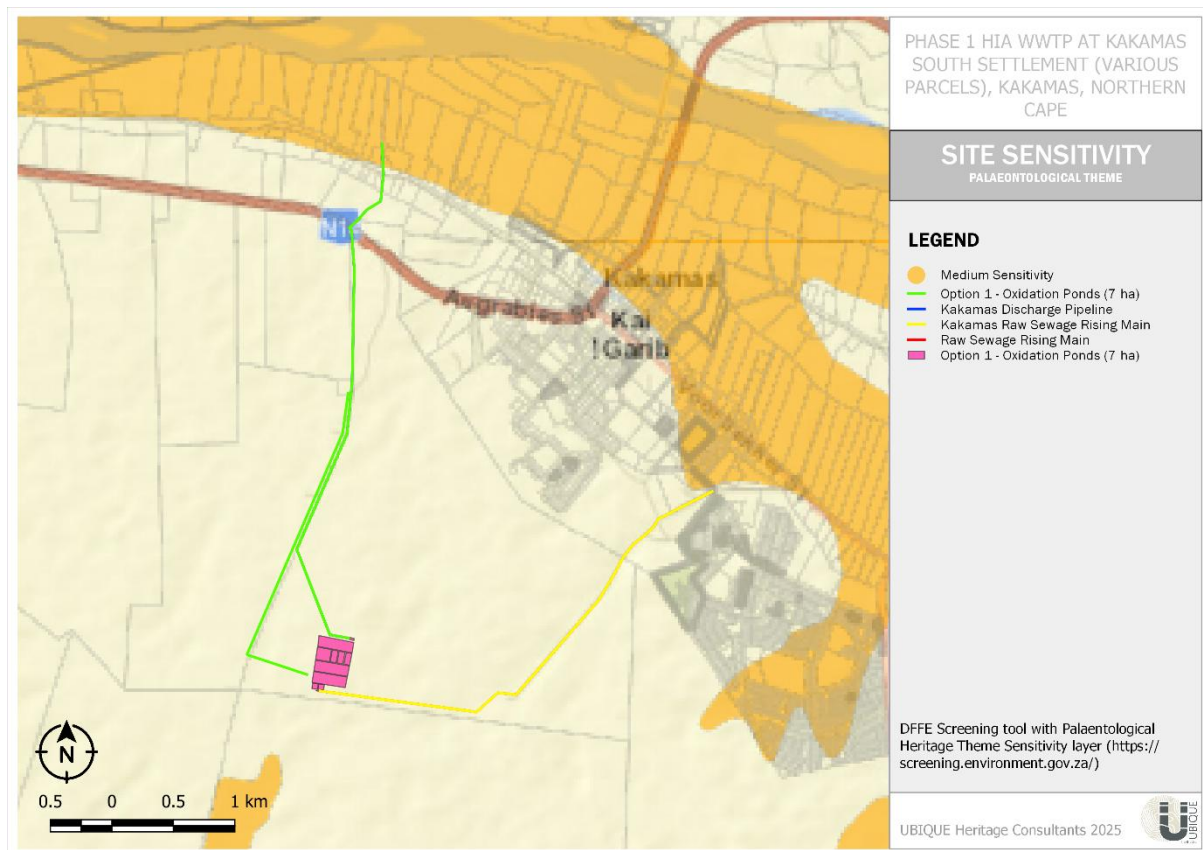 PHASE 1 HIA WWTP AT KAKAMAS
SOUTH SETTLEMENT (VARIOUS
PARCELS), KAKAMAS, NORTHERN
CAPE
SITE SENSITIVITY
PALAEONTOLOGICAL THEME
LEGEND
Medium Sensitivity
Option 1 - Oxidation Ponds (7 ha)
Kakamas Discharge Pipeline
Kakamas Raw Sewage Rising Main
Raw Sewage Rising Main
Option 1 - Oxidation Ponds (7 ha)
DFFE Screening tool with Palaentological
Heritage Theme Sensitivity layer (https://
screening.environment.gov.za/)
UBIQUE Heritage Consultants 2025
UBIQUE
Kakamas
Kai
!Garib
N
0.5 0 0.5 1 km